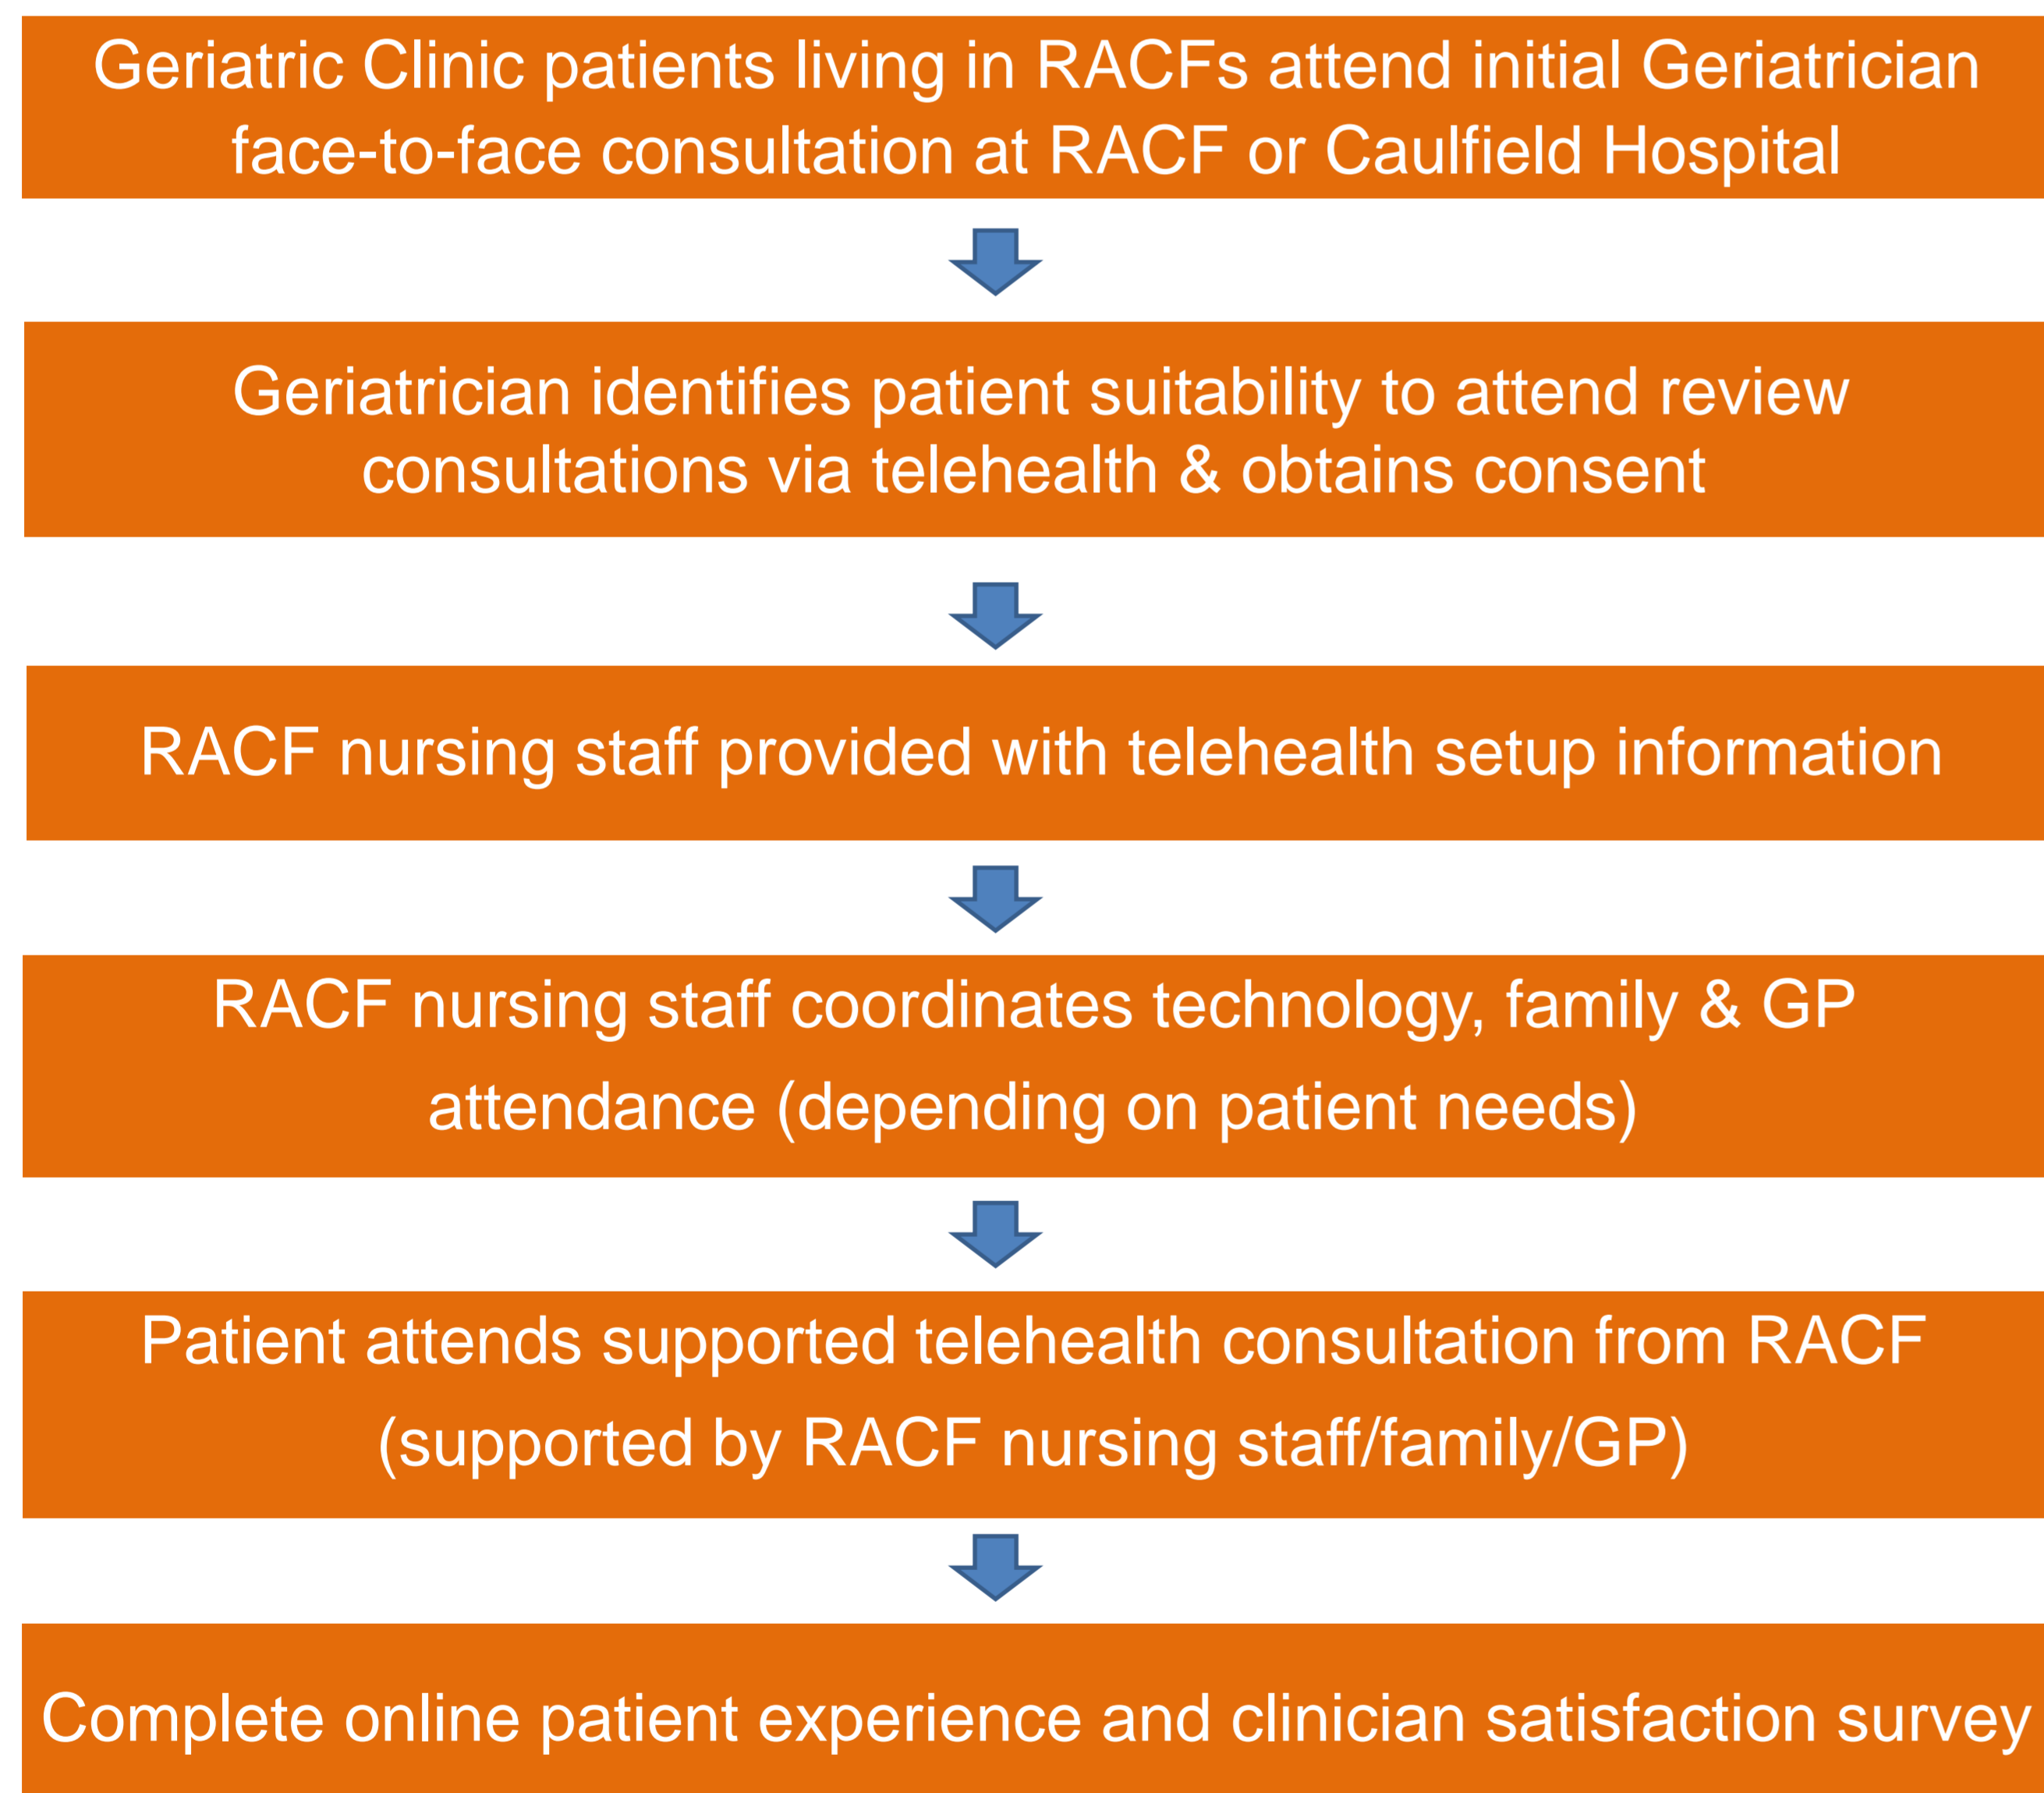 Geriatric Clinic patients living in RACFs attend initial Geriatrician
face-to-face consultation at RACF or Caulfield Hospital
Geriatrician identifies patient suitability to attend review
consultations via telehealth & obtains consent
RACF nursing staff provided with telehealth setup information
RACF nursing staff coordinates technology, family & GP
attendance (depending on patient needs)
Patient attends supported telehealth consultation from RACF
(supported by RACF nursing staff/family/GP)
Complete online patient experience and clinician satisfaction survey